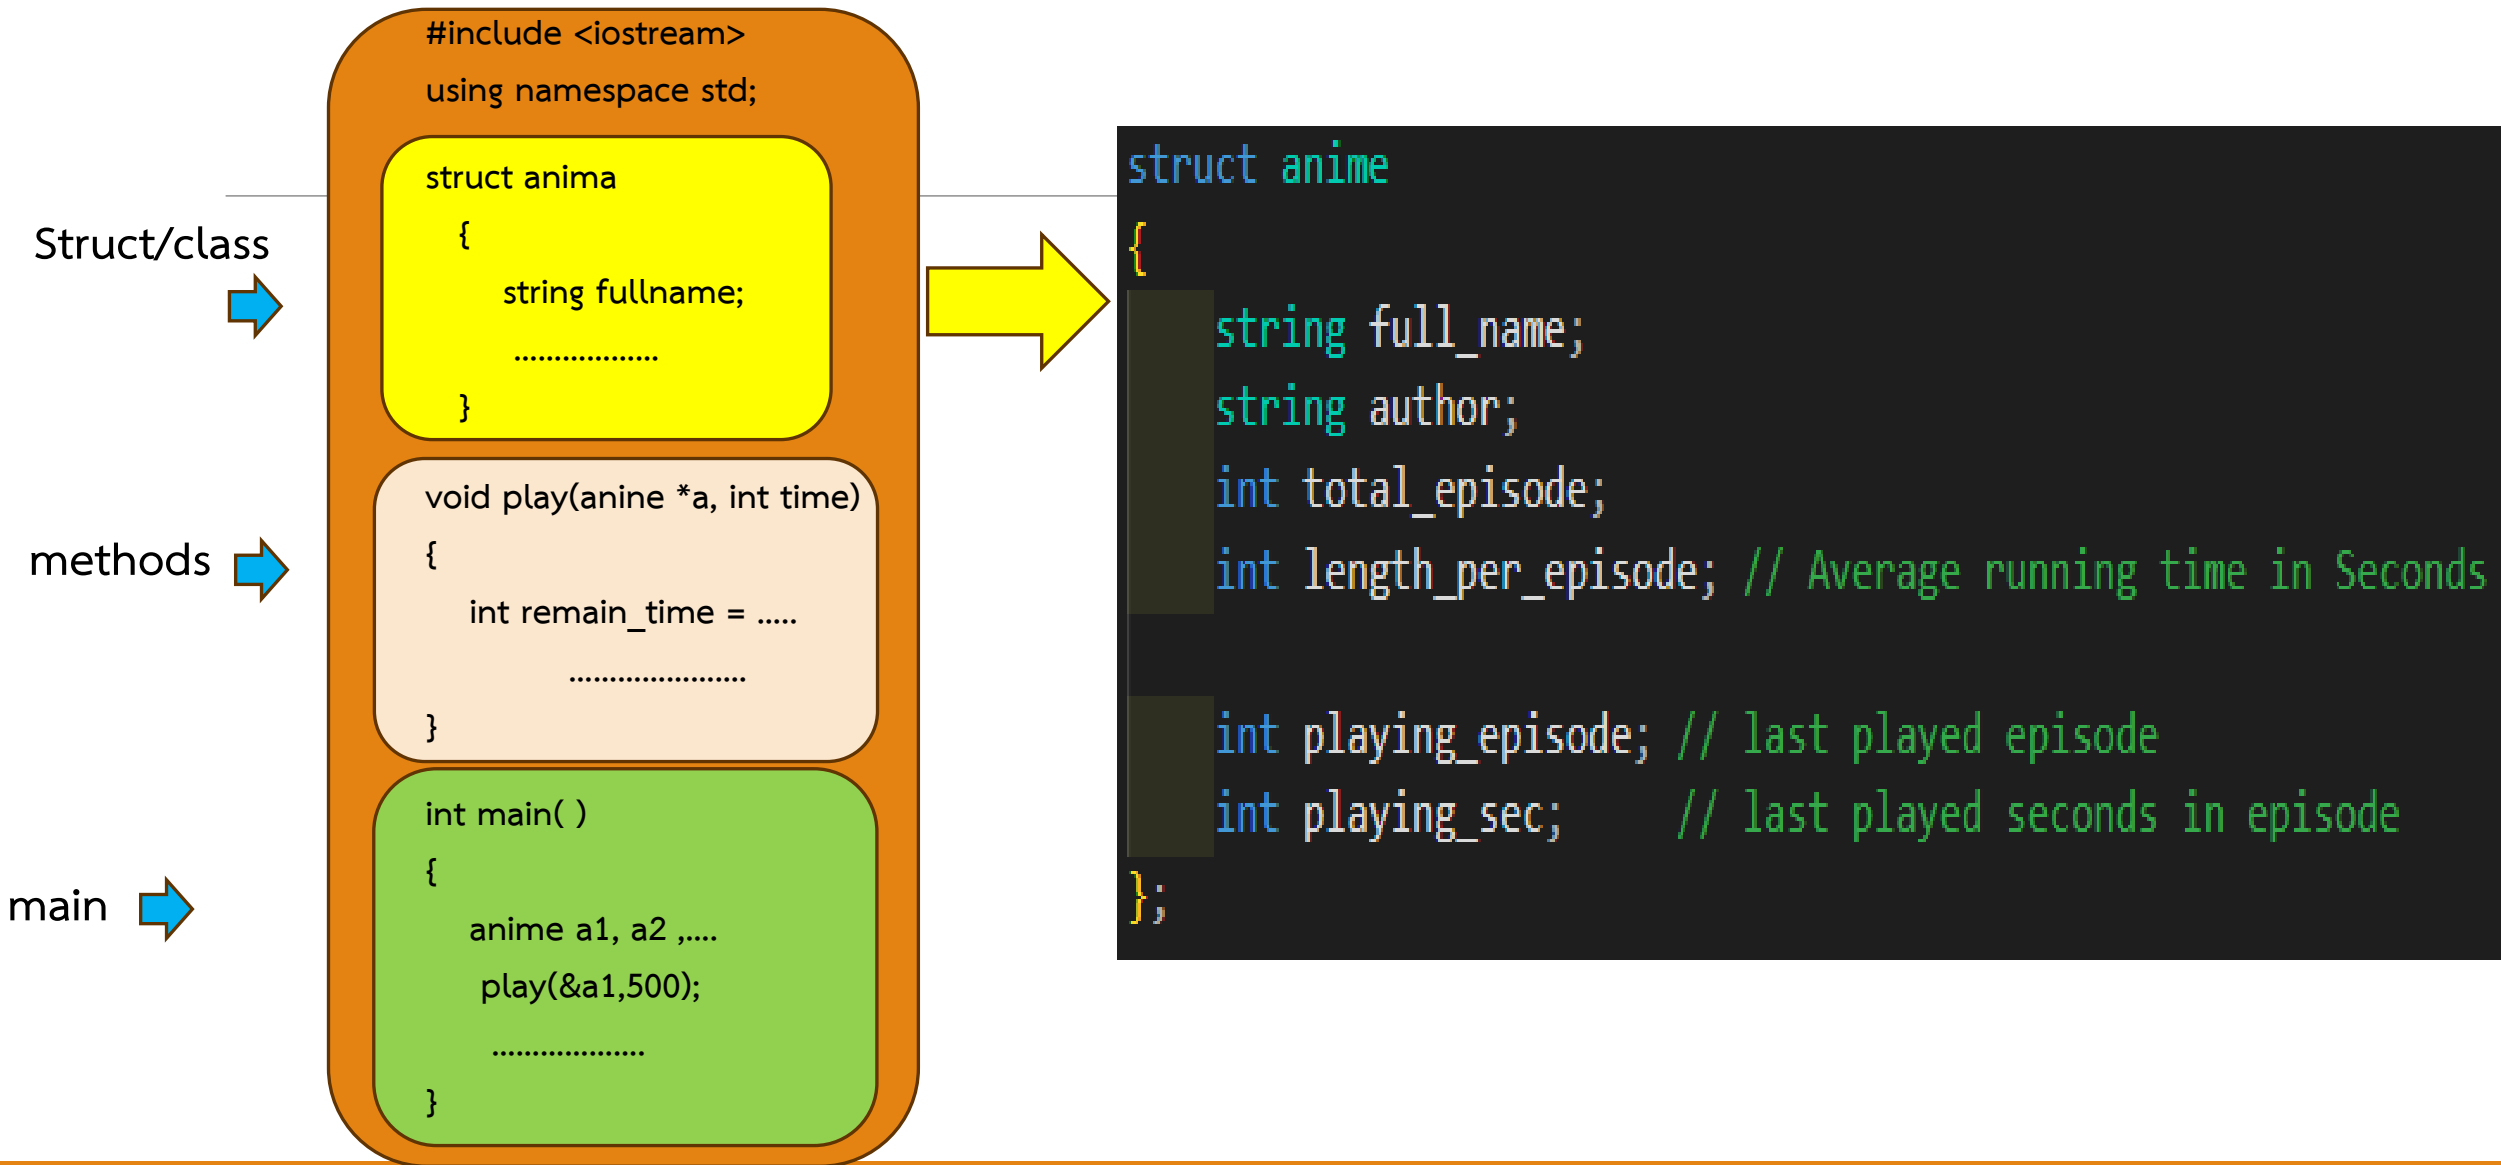 #include <iostream>
using namespace std;
struct anima
{
string fullname;
..................
}
void play(anine *a, int time)
{
int remain_time = .....
......................
}
int main( )
{
anime a1, a2 ,....
play(&a1,500);
...................
}
Struct/class
methods
main
struct anime
{
string full_name;
string author;
int total_episode;
int length_per_episode; // Average running time in Seconds
int playing_episode; // last played episode
int playing_sec; // last played seconds in episode
};